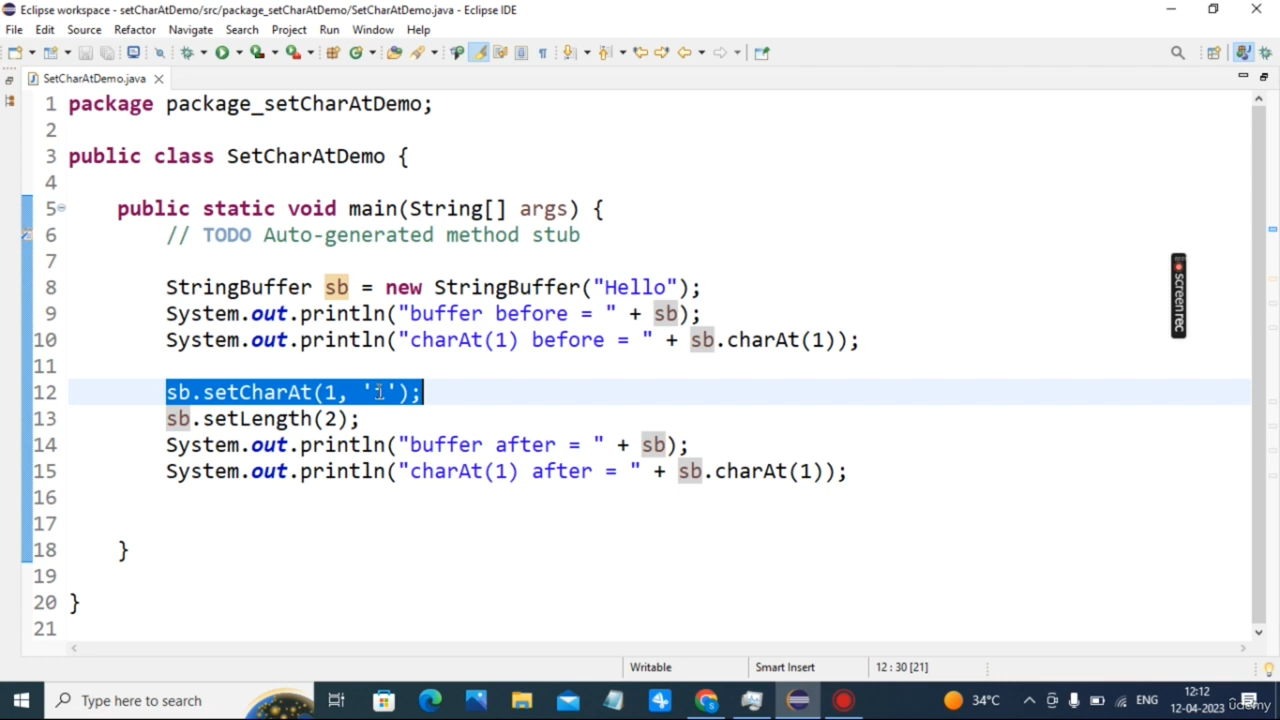 Eclipse workspace - setCharAtDemo/src/package_setCharAtDemo/SetCharAtDemo.java - Eclipse IDE
File Edit Source Refactor Navigate Search Project Run Window Help
SetCharAtDemo.java
1 package package_setCharAtDemo;
2
3 public class SetCharAtDemo {
4
5 public static void main(String[] args) {
6 // TODO Auto-generated method stub
7
8 StringBuffer sb = new StringBuffer("Hello");
9 System.out.println("buffer before = " + sb);
10 System.out.println("charAt(1) before = " + sb.charAt(1));
11
12 sb.setCharAt(1, 'i');
13 sb.setLength(2);
14 System.out.println("buffer after = " + sb);
15 System.out.println("charAt(1) after = " + sb.charAt(1));
16
17
18 }
19
20 }
21
screenrec
Writable Smart Insert 12 : 30 [21]
Type here to search 34°C ENG 12:12
12-04-2023
udemy